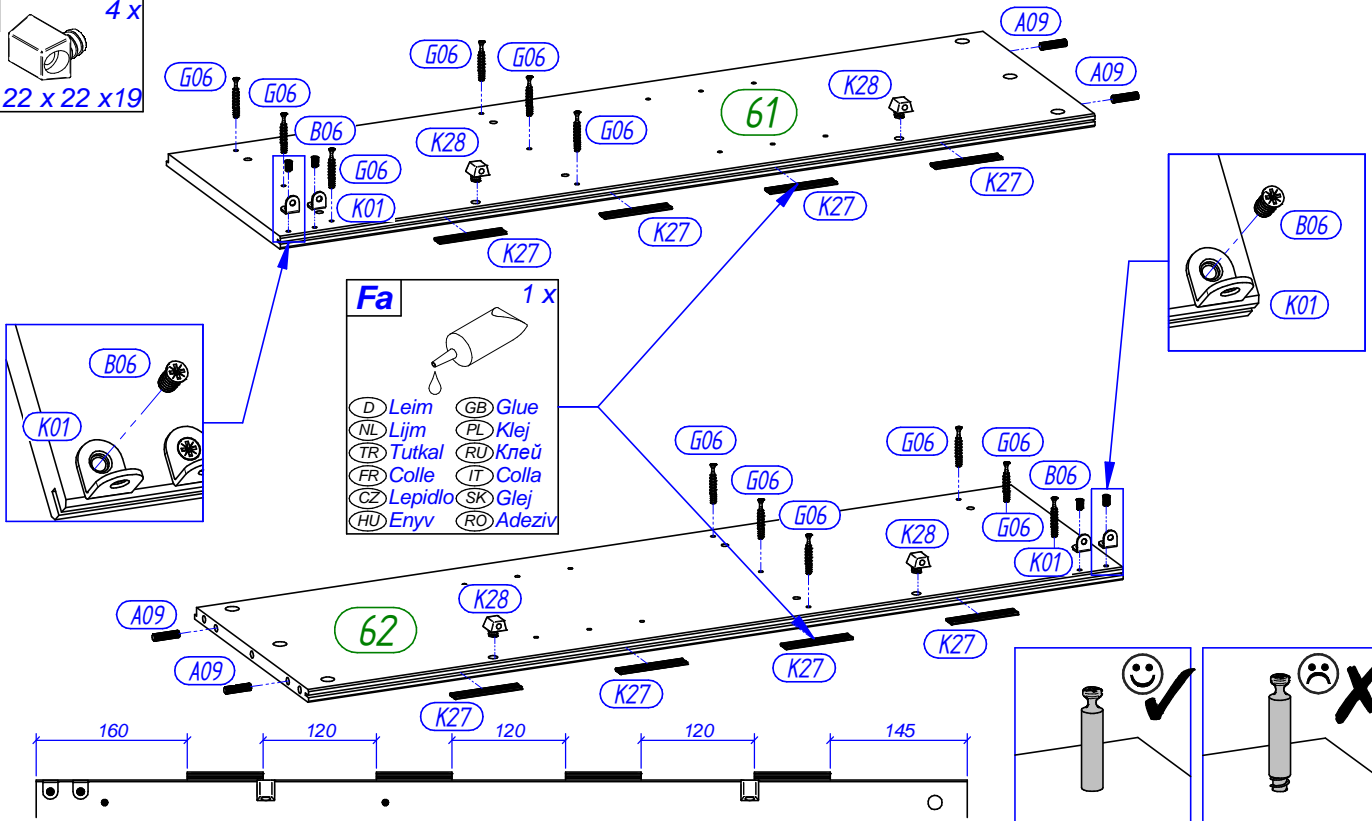 4 x
22 x 22 x19
A09
A09
G06
G06
G06
G06
K28
61
G06
B06
K28
G06
K01
K27
K27
K27
K27
B06
K01
Fa
1 x
D Leim GB Glue
NL Lijm PL Klej
TR Tutkal RU Клей
FR Colle IT Colla
CZ Lepidlo SK Glej
HU Enyv RO Adeziv
B06
K01
G06
G06
G06
G06
B06
G06
G06
K28
K01
A09
K28
62
A09
K27
K27
K27
K27
160
120
120
120
145